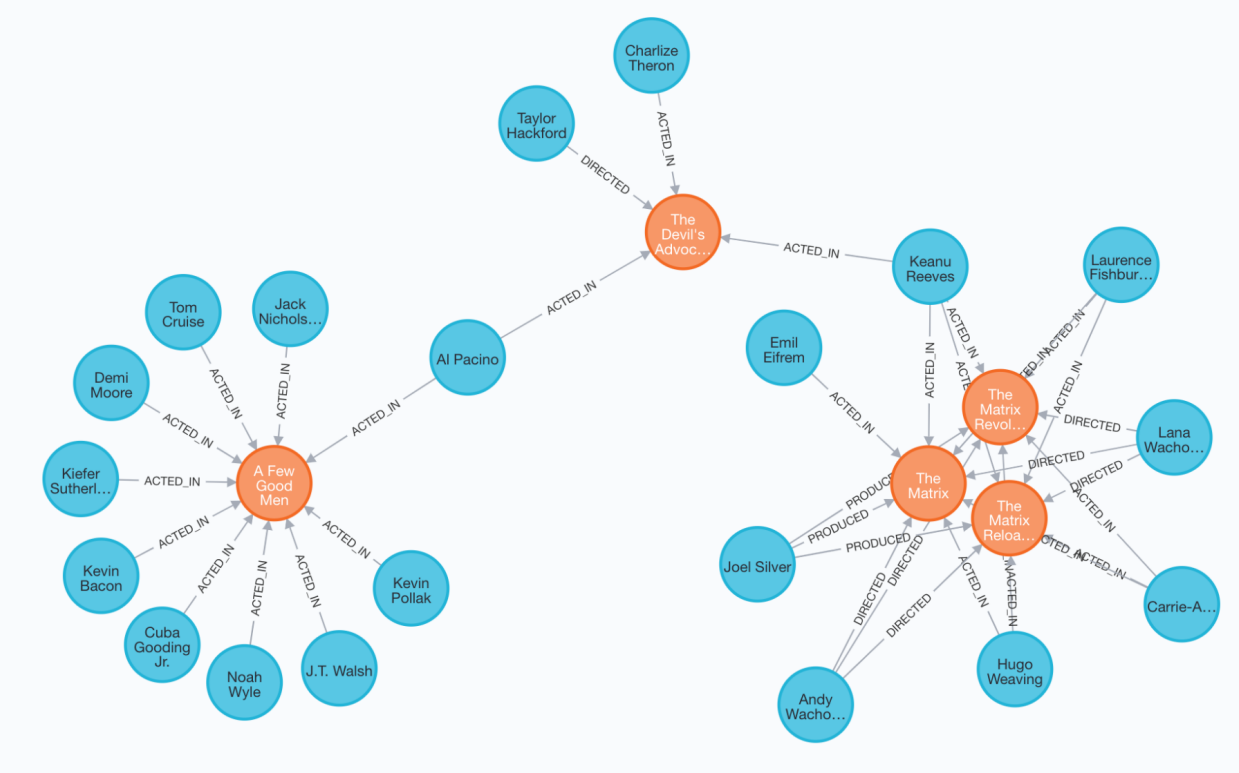 Charlize
Theron
Taylor
Hackford
ACTED_IN
DIRECTED
The
Devil's
Advoc...
ACTED_IN
Keanu
Reeves
Laurence
Fishbur...
Tom
Cruise
Jack
Nichols...
ACTED_IN
Al Pacino
Emil
Eifrem
ACTED_IN
ACTED_IN
ACTED_IN
Demi
Moore
ACTED_IN
ACTED_IN
ACTED_IN
ACTED_IN
ACTED_IN
ACTED_IN
The
Matrix
Revol...
DIRECTED
Lana
Wacho...
Kiefer
Sutherl...
ACTED_IN
A Few
Good
Men
The
Matrix
DIRECTED
DIRECTED
The
Matrix
Reloa...
ACTED_IN
PRODUCED
PRODUCED
Kevin
Bacon
ACTED_IN
ACTED_IN
Kevin
Pollak
Joel Silver
ACTED_IN
Carrie-A...
ACTED_IN
ACTED_IN
ACTED_IN
DIRECTED
DIRECTED
DIRECTED
ACTED_IN
ACTED_IN
Cuba
Gooding
Jr.
Noah
Wyle
J.T. Walsh
Hugo
Weaving
Andy
Wacho...